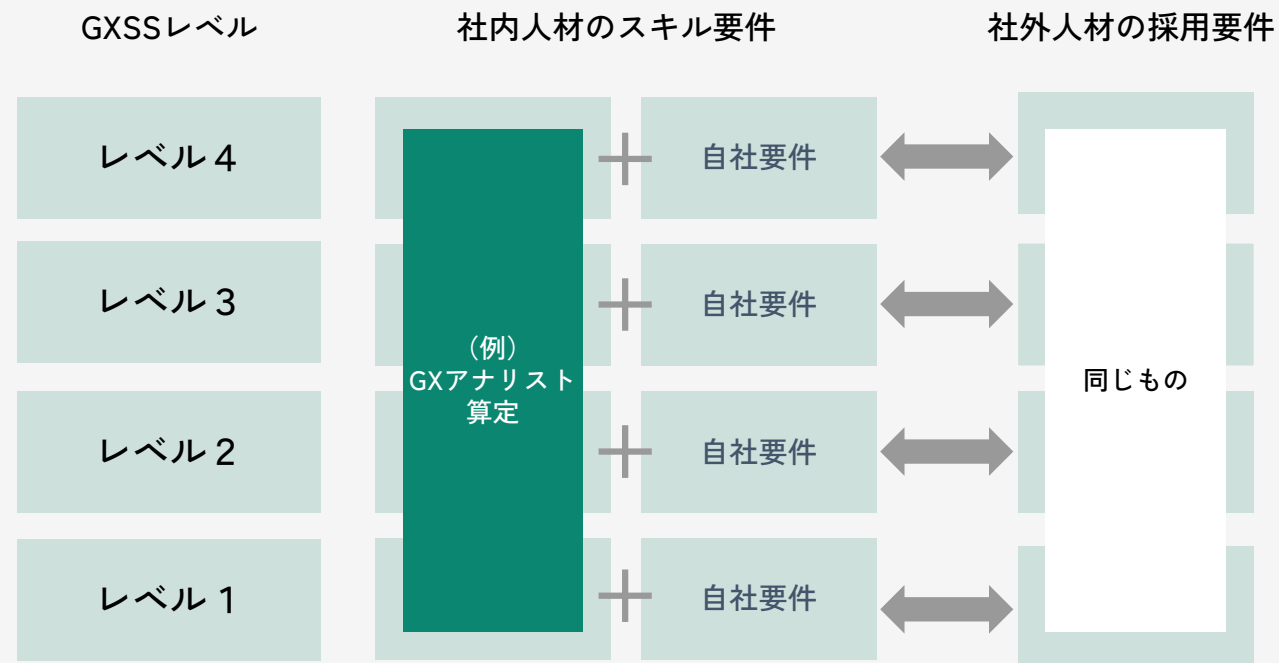 GXSSレベル
社内人材のスキル要件
社外人材の採用要件
レベル４
自社要件
レベル３
自社要件
（例）
GXアナリスト
算定
同じもの
レベル２
自社要件
レベル１
自社要件